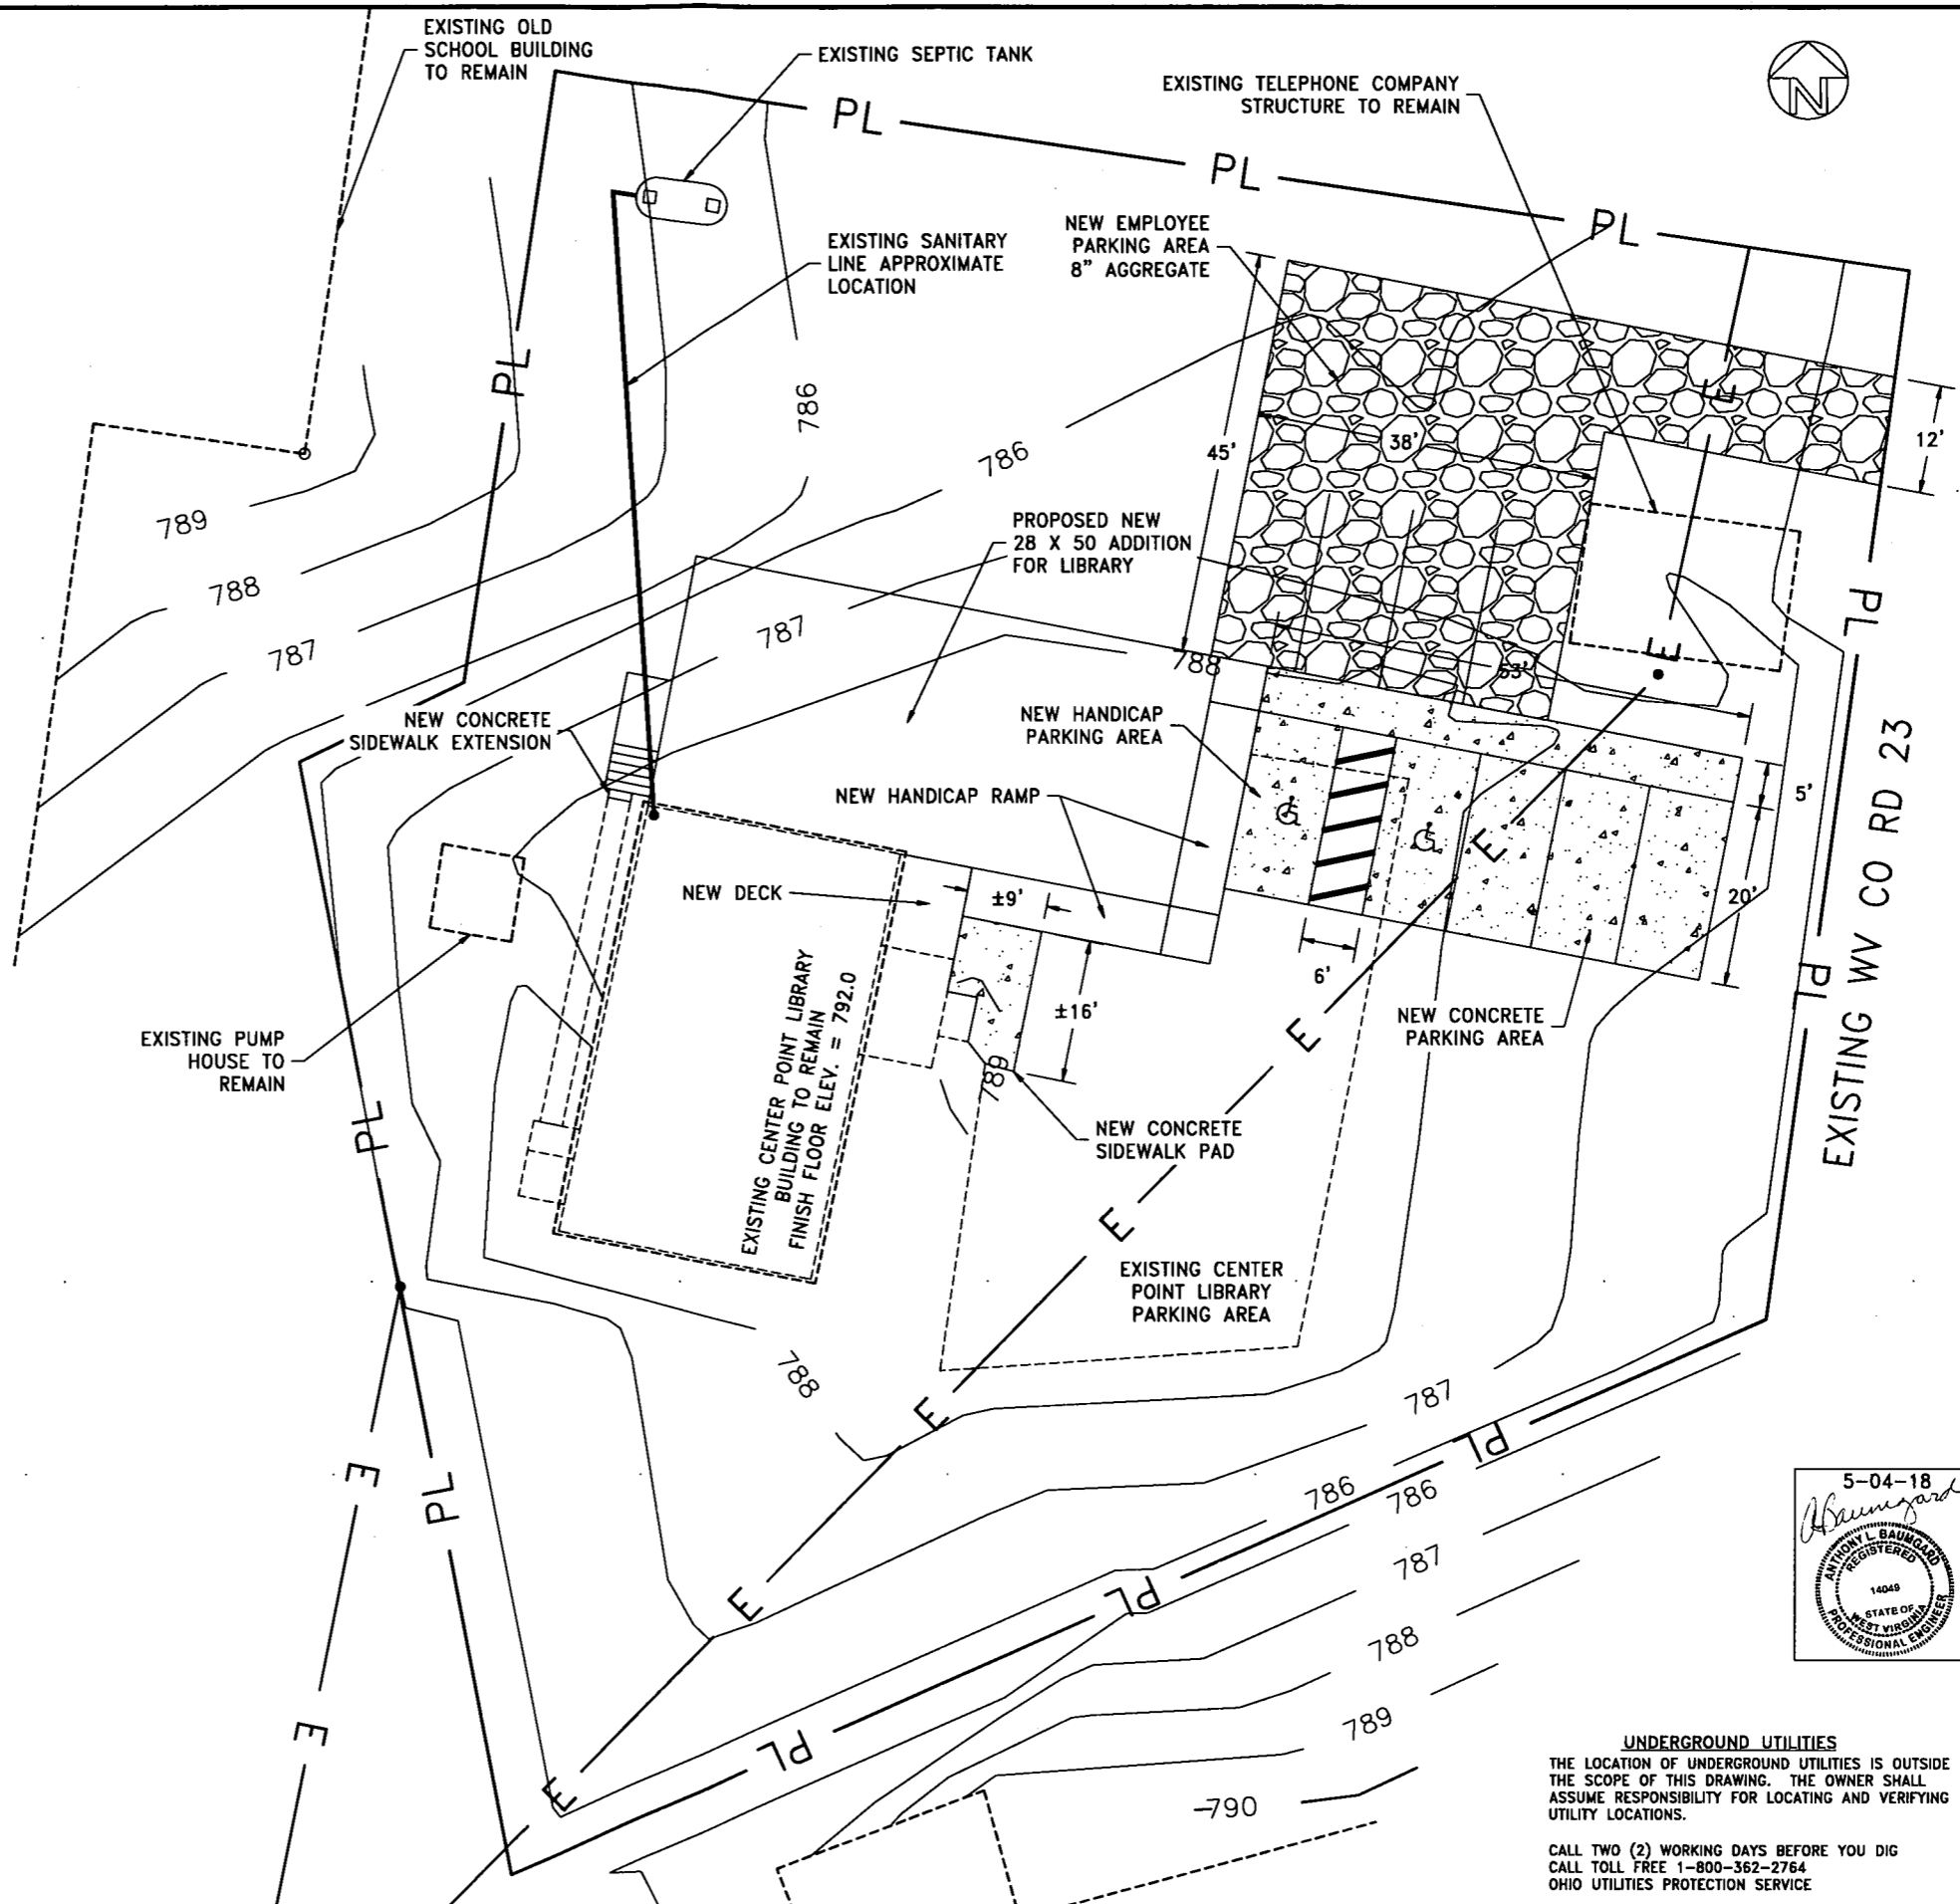 EXISTING OLD
SCHOOL BUILDING
TO REMAIN
EXISTING SEPTIC TANK
EXISTING TELEPHONE COMPANY
STRUCTURE TO REMAIN
N
PL
PL
PL
NEW EMPLOYEE
PARKING AREA
8" AGGREGATE
EXISTING SANITARY
LINE APPROXIMATE
LOCATION
PL
786
786
45'
38'
E
12'
789
788
787
PROPOSED NEW
28 X 50 ADDITION
FOR LIBRARY
787
788
53'
E
PL
NEW CONCRETE
SIDEWALK EXTENSION
NEW HANDICAP
PARKING AREA
NEW HANDICAP RAMP
5'
E
20'
NEW DECK
±9'
6'
PL
EXISTING WV CO RD 23
EXISTING PUMP
HOUSE TO
REMAIN
EXISTING CENTER POINT LIBRARY
BUILDING TO REMAIN
FINISH FLOOR ELEV. = 792.0
±16'
E
NEW CONCRETE
PARKING AREA
789
PL
NEW CONCRETE
SIDEWALK PAD
E
EXISTING CENTER
POINT LIBRARY
PARKING AREA
788
E
787
PL
E
PL
786
786
787
E
PL
788
789
E
PL
E
790
5-04-18
ABaumgard
ANTHONY L. BAUMGARD
REGISTERED
14049
STATE OF
WEST VIRGINIA
PROFESSIONAL ENGINEER
UNDERGROUND UTILITIES
THE LOCATION OF UNDERGROUND UTILITIES IS OUTSIDE
THE SCOPE OF THIS DRAWING. THE OWNER SHALL
ASSUME RESPONSIBILITY FOR LOCATING AND VERIFYING
UTILITY LOCATIONS.
CALL TWO (2) WORKING DAYS BEFORE YOU DIG
CALL TOLL FREE 1-800-362-2764
OHIO UTILITIES PROTECTION SERVICE